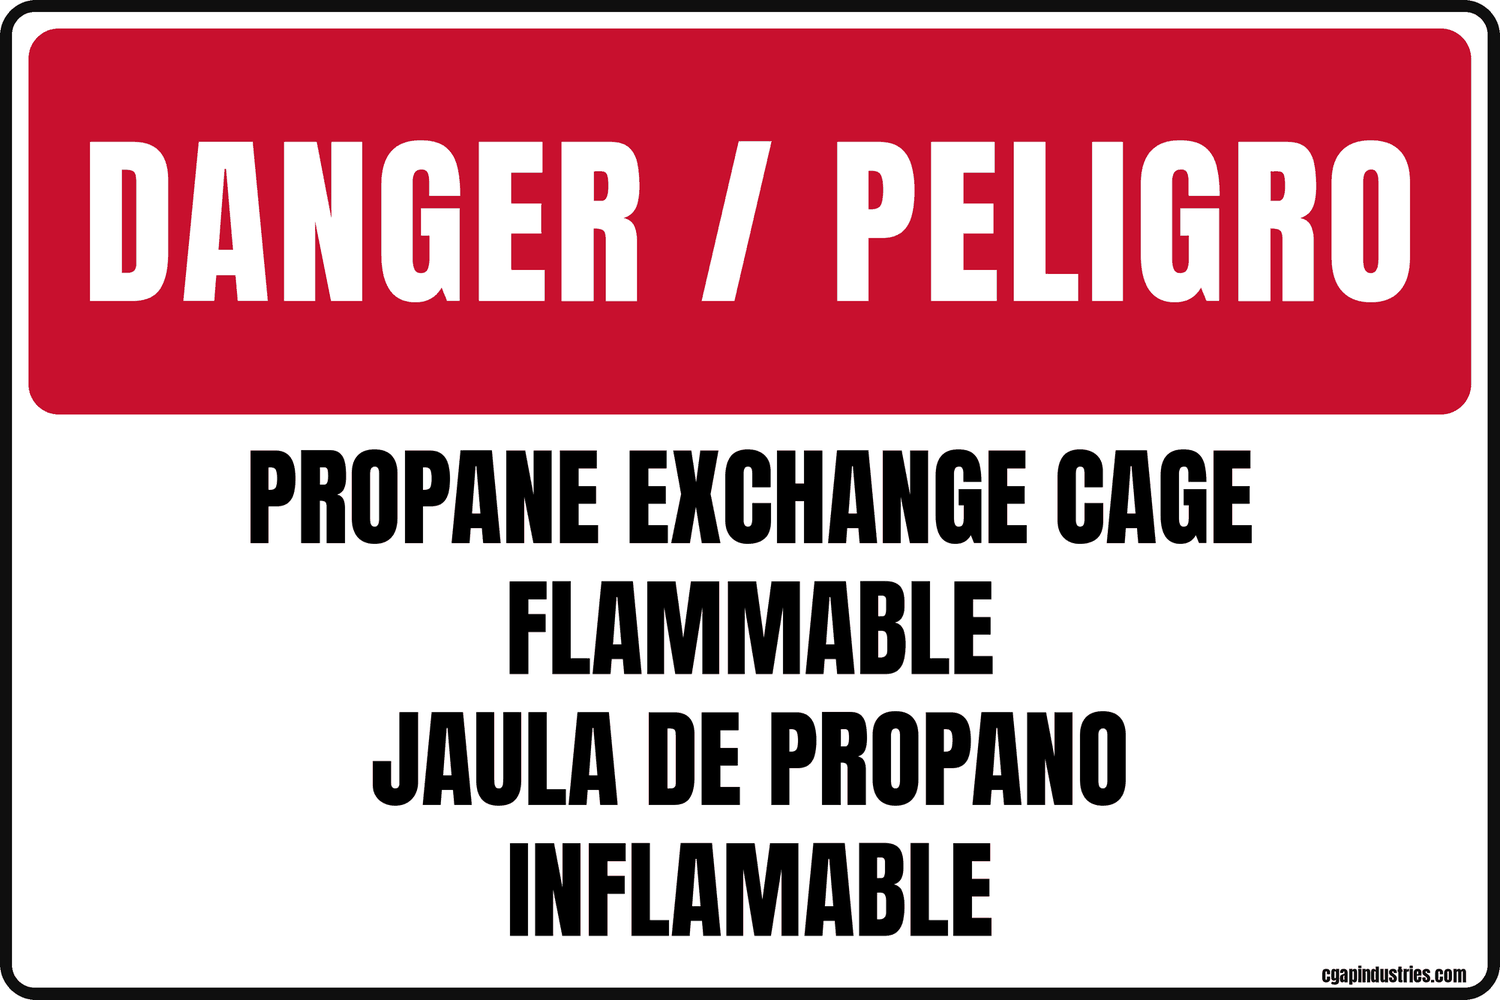 DANGER / PELIGRO
PROPANE EXCHANGE CAGE
FLAMMABLE
JAULA DE PROPANO
INFLAMABLE
cgapindustries.com